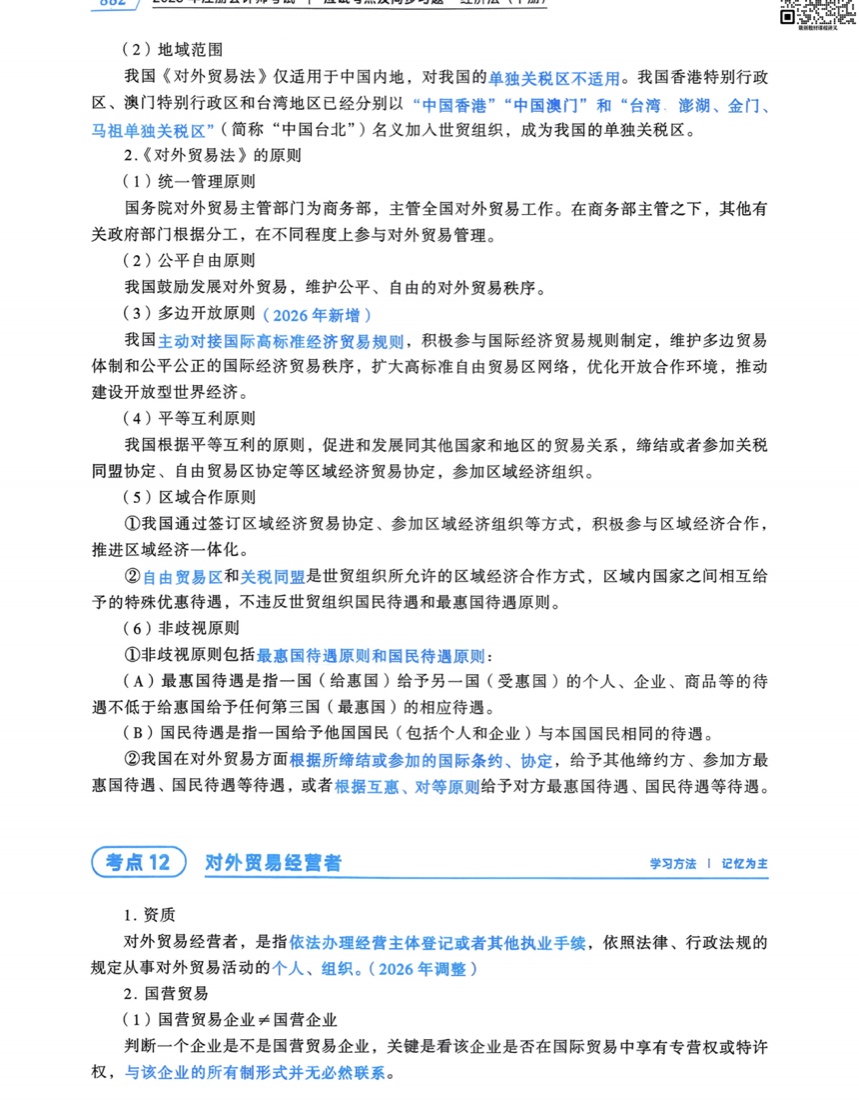 （2）地域范围
我国《对外贸易法》仅适用于中国内地，对我国的单独关税区不适用。我国香港特别行政
区、澳门特别行政区和台湾地区已经分别以“中国香港”“中国澳门”和“台湾、澎湖、金门、
马祖单独关税区”（简称“中国台北”）名义加入世贸组织，成为我国的单独关税区。
2.《对外贸易法》的原则
（1）统一管理原则
国务院对外贸易主管部门为商务部，主管全国对外贸易工作。在商务部主管之下，其他有
关政府部门根据分工，在不同程度上参与对外贸易管理。
（2）公平自由原则
我国鼓励发展对外贸易，维护公平、自由的对外贸易秩序。
（3）多边开放原则（2026 年新增）
我国主动对接国际高标准经济贸易规则，积极参与国际经济贸易规则制定，维护多边贸易
体制和公平公正的国际经济贸易秩序，扩大高标准自由贸易区网络，优化开放合作环境，推动
建设开放型世界经济。
（4）平等互利原则
我国根据平等互利的原则，促进和发展同其他国家和地区的贸易关系，缔结或者参加关税
同盟协定、自由贸易区协定等区域经济贸易协定，参加区域经济组织。
（5）区域合作原则
①我国通过签订区域经济贸易协定、参加区域经济组织等方式，积极参与区域经济合作，
推进区域经济一体化。
②自由贸易区和关税同盟是世贸组织所允许的区域经济合作方式，区域内国家之间相互给
予的特殊优惠待遇，不违反世贸组织国民待遇和最惠国待遇原则。
（6）非歧视原则
①非歧视原则包括最惠国待遇原则和国民待遇原则：
（A）最惠国待遇是指一国（给惠国）给予另一国（受惠国）的个人、企业、商品等的待
遇不低于给惠国给予任何第三国（最惠国）的相应待遇。
（B）国民待遇是指一国给予他国国民（包括个人和企业）与本国国民相同的待遇。
②我国在对外贸易方面根据所缔结或参加的国际条约、协定，给予其他缔约方、参加方最
惠国待遇、国民待遇等待遇，或者根据互惠、对等原则给予对方最惠国待遇、国民待遇等待遇。
考点 12 对外贸易经营者 学习方法 | 记忆为主
1. 资质
对外贸易经营者，是指依法办理经营主体登记或者其他执业手续，依照法律、行政法规的
规定从事对外贸易活动的个人、组织。（2026 年调整）
2. 国营贸易
（1）国营贸易企业≠国营企业
判断一个企业是不是国营贸易企业，关键是看该企业是否在国际贸易中享有专营权或特许
权，与该企业的所有制形式并无必然联系。